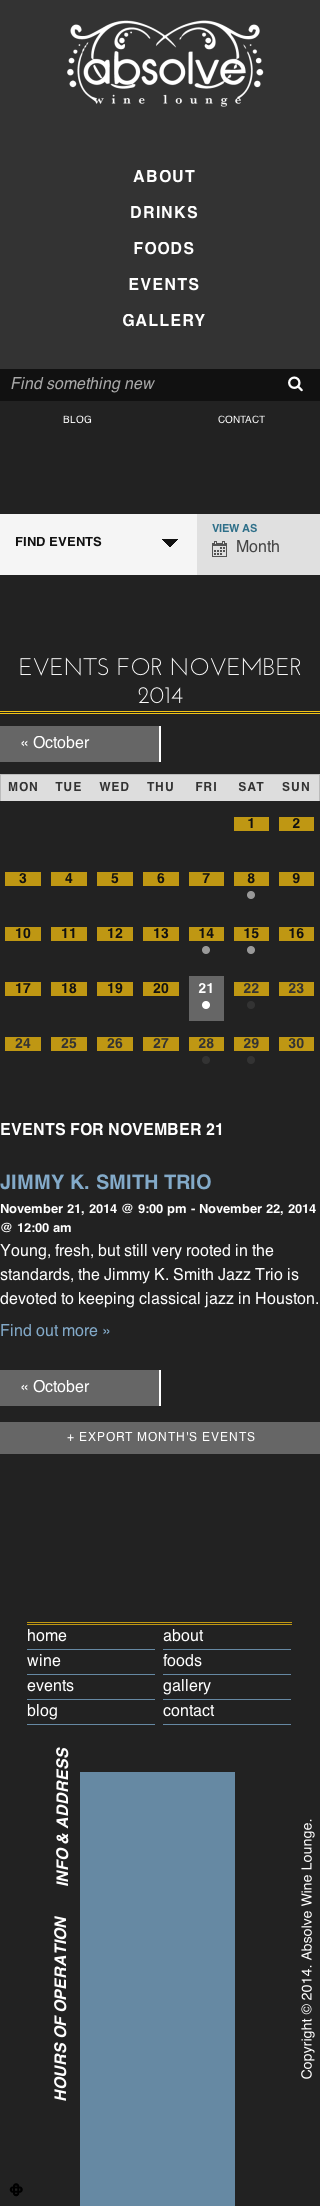 absolve
wine lounge
ABOUT
DRINKS
FOODS
EVENTS
GALLERY
Find something new
BLOG CONTACT
VIEW AS
FIND EVENTS Month
EVENTS FOR NOVEMBER
2014
« October
MON TUE WED THU FRI SAT SUN
1 2
3 4 5 6 7 8 9
10 11 12 13 14 15 16
17 18 19 20 21 22 23
24 25 26 27 28 29 30
EVENTS FOR NOVEMBER 21
JIMMY K. SMITH TRIO
November 21, 2014 @ 9:00 pm - November 22, 2014
@ 12:00 am
Young, fresh, but still very rooted in the
standards, the Jimmy K. Smith Jazz Trio is
devoted to keeping classical jazz in Houston.
Find out more »
« October
+ EXPORT MONTH'S EVENTS
home about
wine foods
events gallery
blog contact
INFO & ADDRESS
HOURS OF OPERATION
Copyright © 2014. Absolve Wine Lounge.